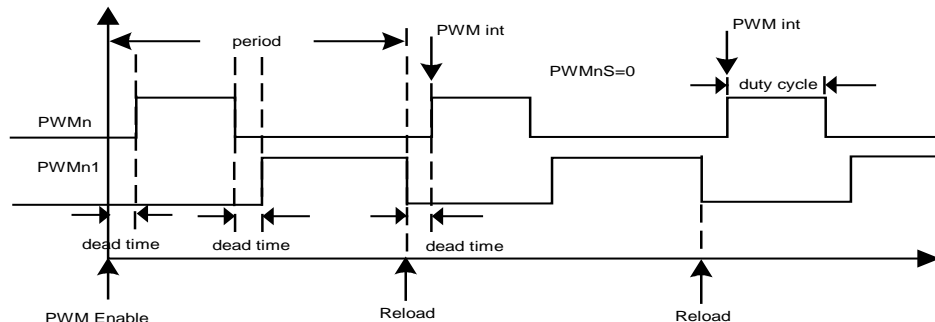 period
PWM int
PWM int
PWMnS=0
duty cycle
PWMn
PWMn1
dead time
dead time
dead time
PWM Enable
Reload
Reload